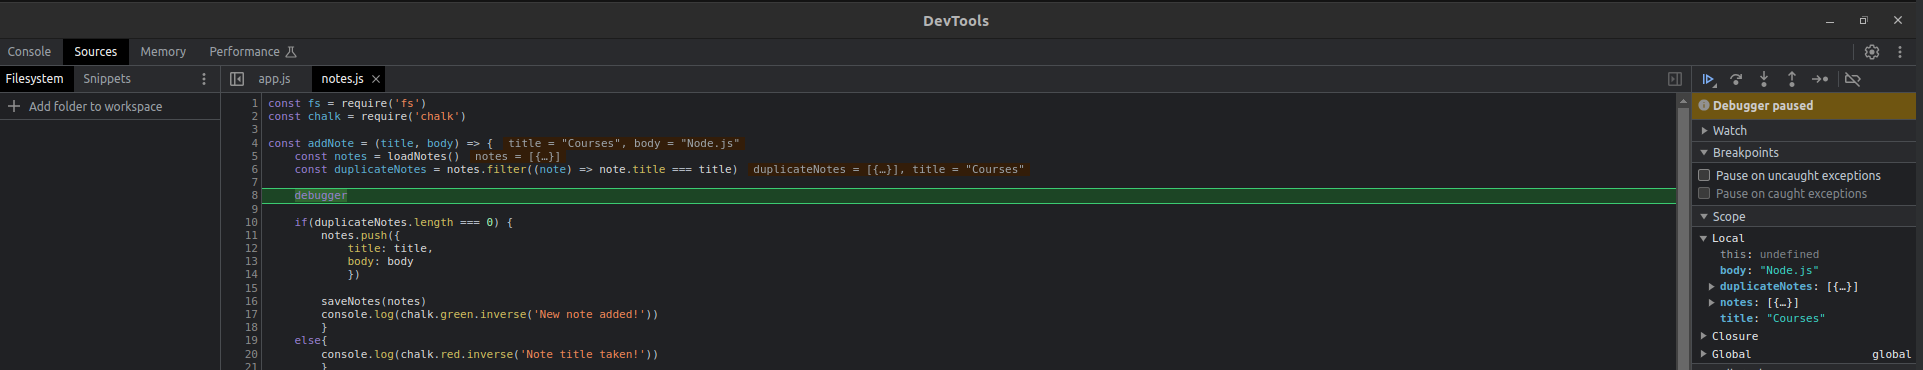 DevTools
Console Sources Memory Performance
Filesystem Snippets
app.js notes.js
Add folder to workspace
1 const fs = require('fs')
2 const chalk = require('chalk')
3
4 const addNote = (title, body) => { title = "Courses", body = "Node.js"
5 const notes = loadNotes() notes = [{…}]
6 const duplicateNotes = notes.filter((note) => note.title === title) duplicateNotes = [{…}], title = "Courses"
7
8 debugger
9
10 if(duplicateNotes.length === 0) {
11 notes.push({
12 title: title,
13 body: body
14 })
15
16 saveNotes(notes)
17 console.log(chalk.green.inverse('New note added!'))
18 }
19 else{
20 console.log(chalk.red.inverse('Note title taken!'))
21 }
Debugger paused
Watch
Breakpoints
Pause on uncaught exceptions
Pause on caught exceptions
Scope
Local
this: undefined
body: "Node.js"
duplicateNotes: [{…}]
notes: [{…}]
title: "Courses"
Closure
Global global